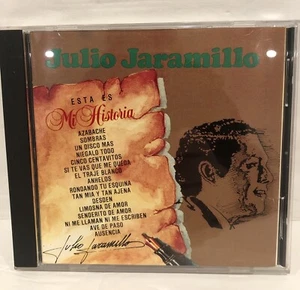 Julio Jaramillo
ESTA ES
Mi Historia
AZABACHE
SOMBRAS
UN DISCO MAS
NIEGALO TODO
CINCO CENTAVITOS
SI TE VAS QUE ME QUEDA
EL TRAJE BLANCO
ANHELOS
RONDANDO TU ESQUINA
TAN MIA Y TAN AJENA
DESDEN
LIMOSNA DE AMOR
SENDERITO DE AMOR
NI ME LLAMAN NI ME ESCRIBEN
AVE DE PASO
AUSENCIA
Julio Jaramillo